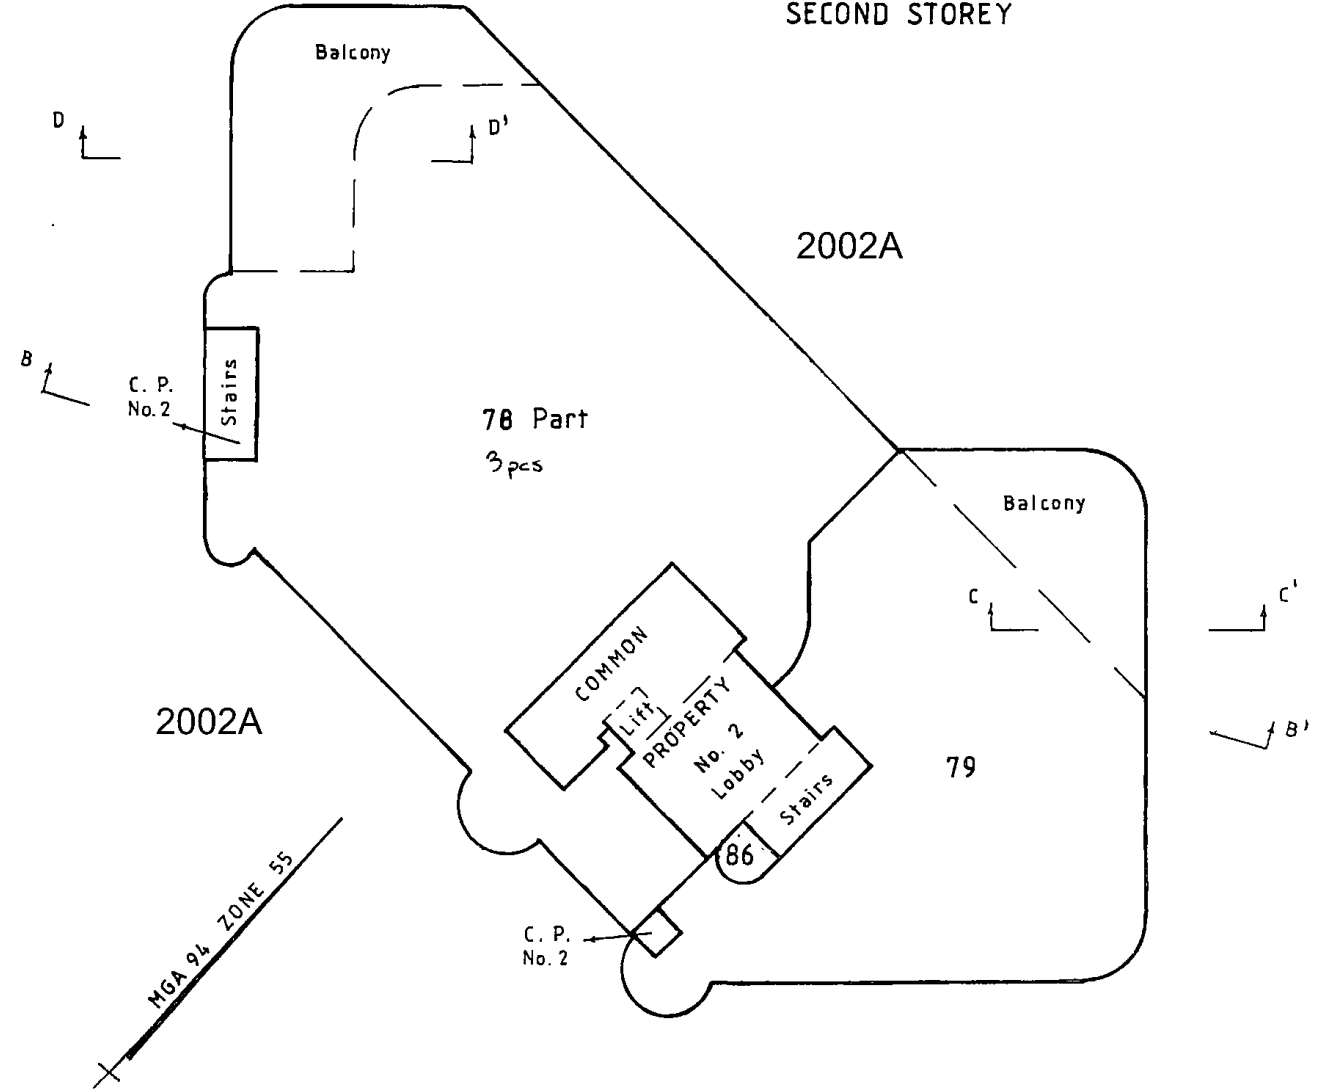 SECOND STOREY
Balcony
D
D'
2002A
B
C. P.
No. 2
Stairs
78 Part
3 pcs
Balcony
C
C'
COMMON
Lift
PROPERTY
No. 2
Lobby
2002A
B'
79
Stairs
86
C. P.
No. 2
MGA 94 ZONE 55